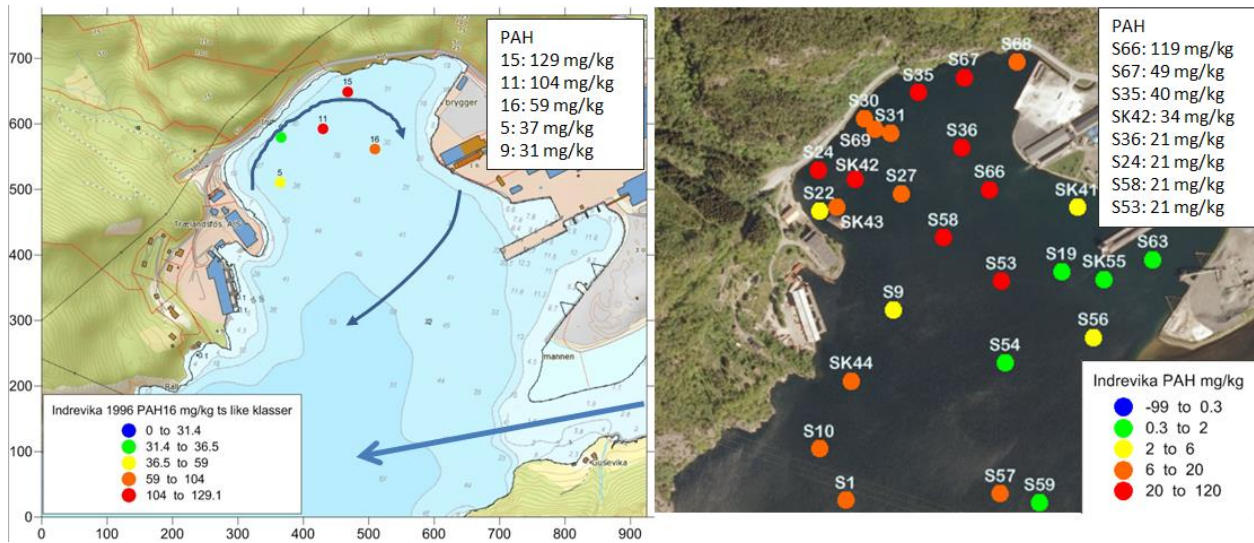 700
600
500
400
300
200
100
0
0
100
200
300
400
500
600
700
800
900
PAH
15: 129 mg/kg
11: 104 mg/kg
16: 59 mg/kg
5: 37 mg/kg
9: 31 mg/kg
15
11
16
5
brygger
Trælandsfos A/S
mannen
Gusevika
Indrevika 1996 PAH16 mg/kg ts like klasser
0 to 31.4
31.4 to 36.5
36.5 to 59
59 to 104
104 to 129.1
PAH
S66: 119 mg/kg
S67: 49 mg/kg
S35: 40 mg/kg
SK42: 34 mg/kg
S36: 21 mg/kg
S24: 21 mg/kg
S58: 21 mg/kg
S53: 21 mg/kg
S68
S67
S35
S30
S31
S69
S36
S24
SK42
S27
S66
S22
SK43
SK41
S58
S63
S19
SK55
S53
S9
S56
S54
SK44
S10
S57
S59
S1
Indrevika PAH mg/kg
-99 to 0.3
0.3 to 2
2 to 6
6 to 20
20 to 120